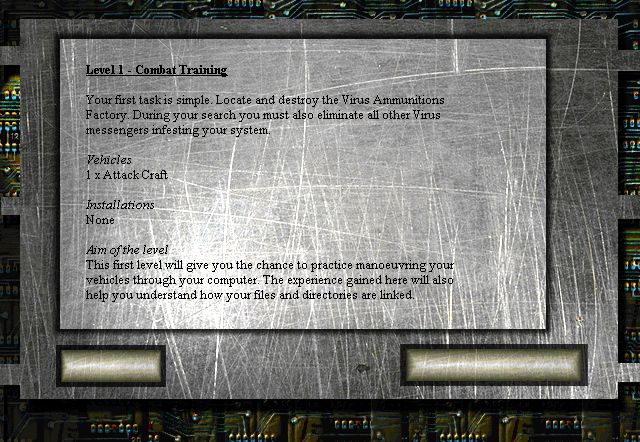 Level 1 - Combat Training
Your first task is simple. Locate and destroy the Virus Ammunitions
Factory. During your search you must also eliminate all other Virus
messengers infesting your system.
Vehicles
1 x Attack Craft
Installations
None
Aim of the level
This first level will give you the chance to practice manoeuvring your
vehicles through your computer. The experience gained here will also
help you understand how your files and directories are linked.